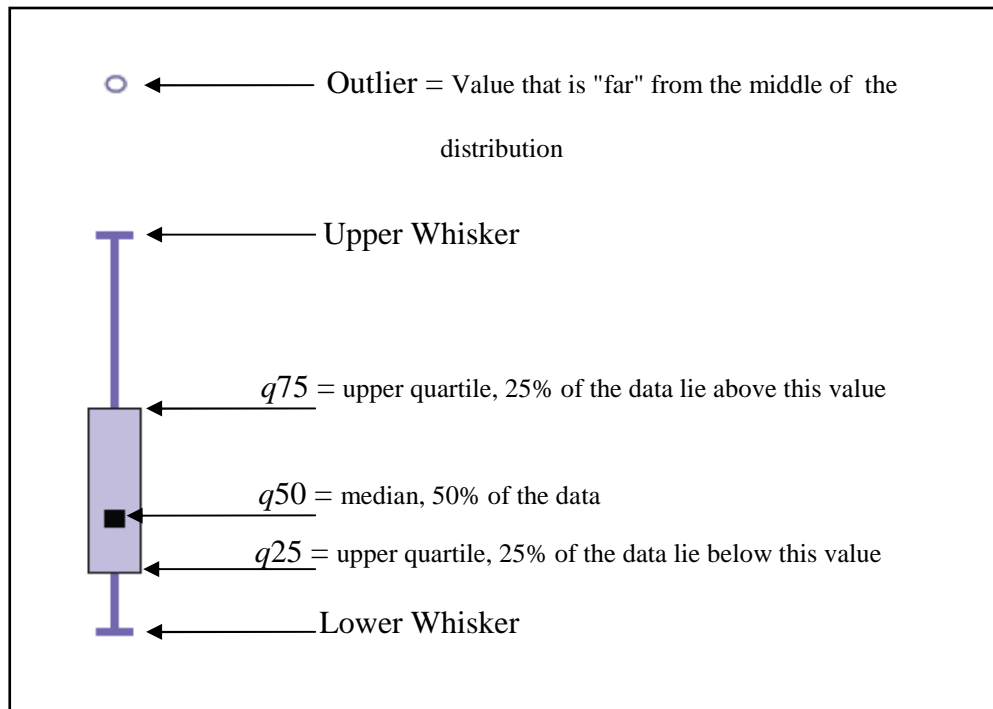 Outlier = Value that is "far" from the middle of the
distribution
Upper Whisker
q75 = upper quartile, 25% of the data lie above this value
q50 = median, 50% of the data
q25 = upper quartile, 25% of the data lie below this value
Lower Whisker